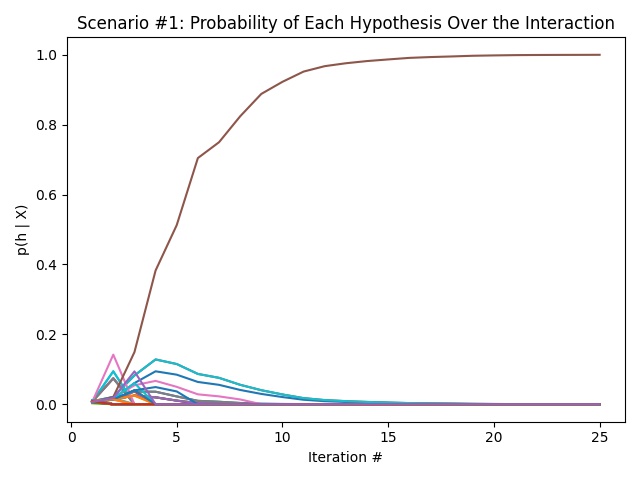 Scenario #1: Probability of Each Hypothesis Over the Interaction
1.0
0.8
0.6
0.4
0.2
0.0
p(h | X)
0 5 10 15 20 25
Iteration #